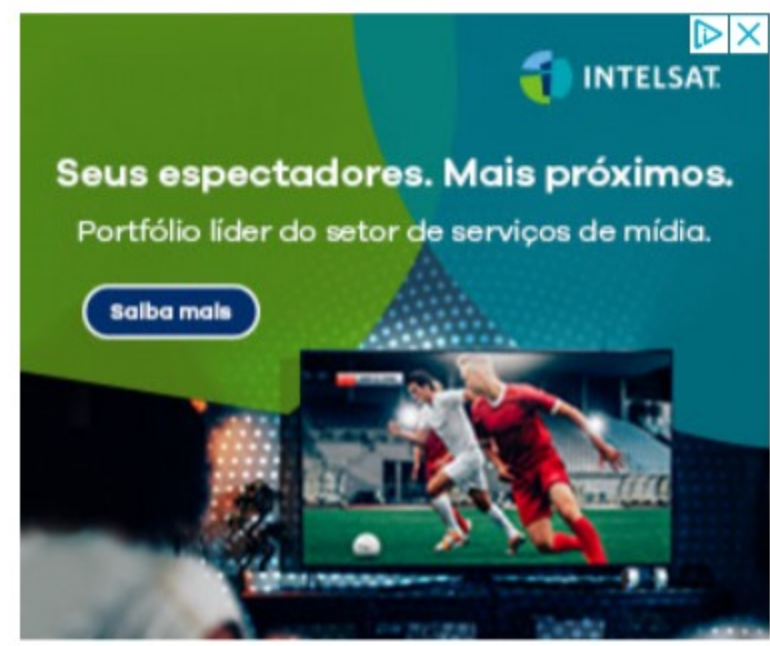 INTELSAT
Seus espectadores. Mais próximos.
Portfólio líder do setor de serviços de mídia.
Saiba mais